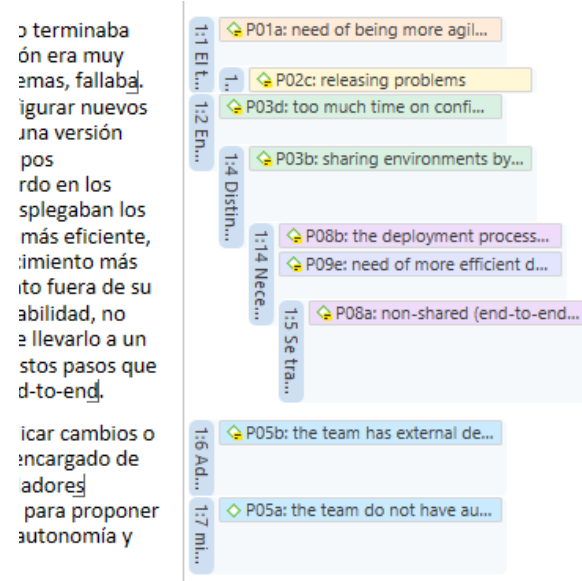 o terminaba
ón era muy
emas, fallaba.
figurar nuevos
una versión
pos
rdo en los
splegaban los
más eficiente,
cimiento más
to fuera de su
abilidad, no
e llevarlo a un
stos pasos que
d-to-end.
icar cambios o
encargado de
adores
para proponer
autonomía y
1:1 El t...
P01a: need of being more agil...
1...
P02c: releasing problems
1:2 En...
P03d: too much time on confi...
1:4 Distin...
P03b: sharing environments by...
1:14 Nece...
P08b: the deployment process...
P09e: need of more efficient d...
1:5 Se tra...
P08a: non-shared (end-to-end...
1:6 Ad...
P05b: the team has external de...
1:7 mi...
P05a: the team do not have au...